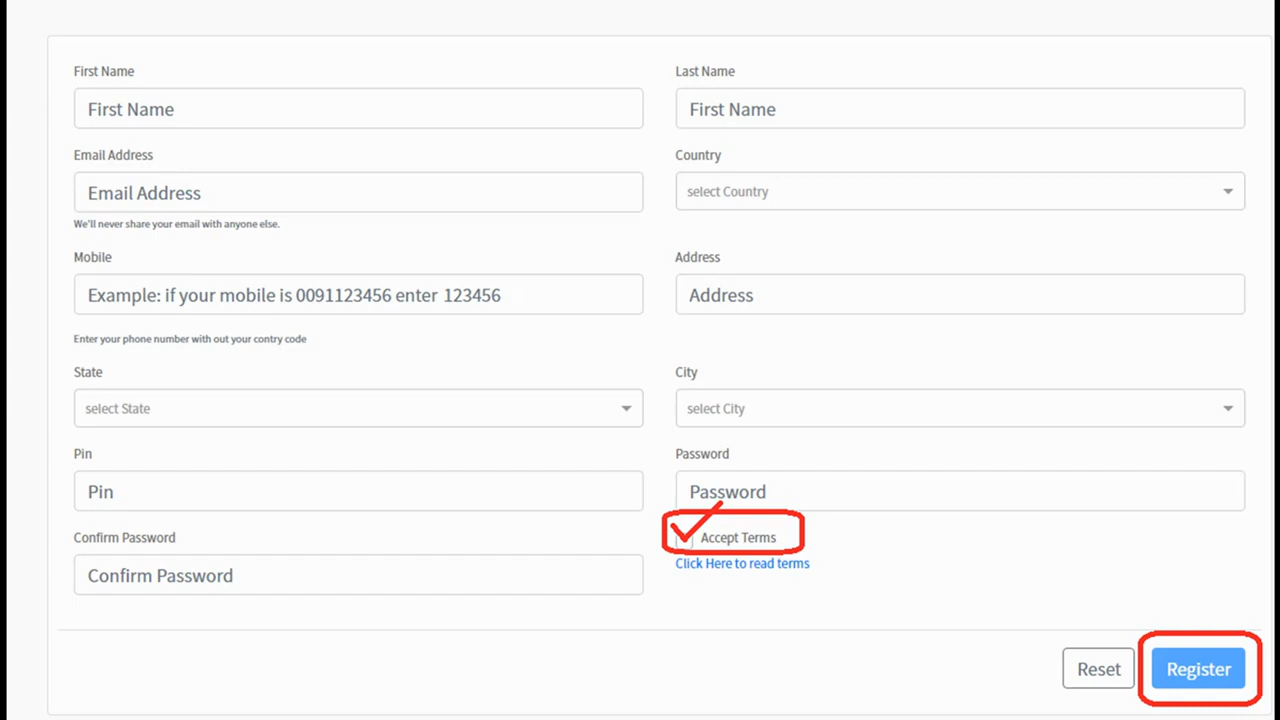 First Name
Last Name
First Name
First Name
Email Address
Country
Email Address
select Country
We'll never share your email with anyone else.
Mobile
Address
Example: if your mobile is 0091123456 enter 123456
Address
Enter your phone number with out your contry code
State
City
select State
select City
Pin
Password
Pin
Password
Confirm Password
Accept Terms
Confirm Password
Click Here to read terms
Reset
Register